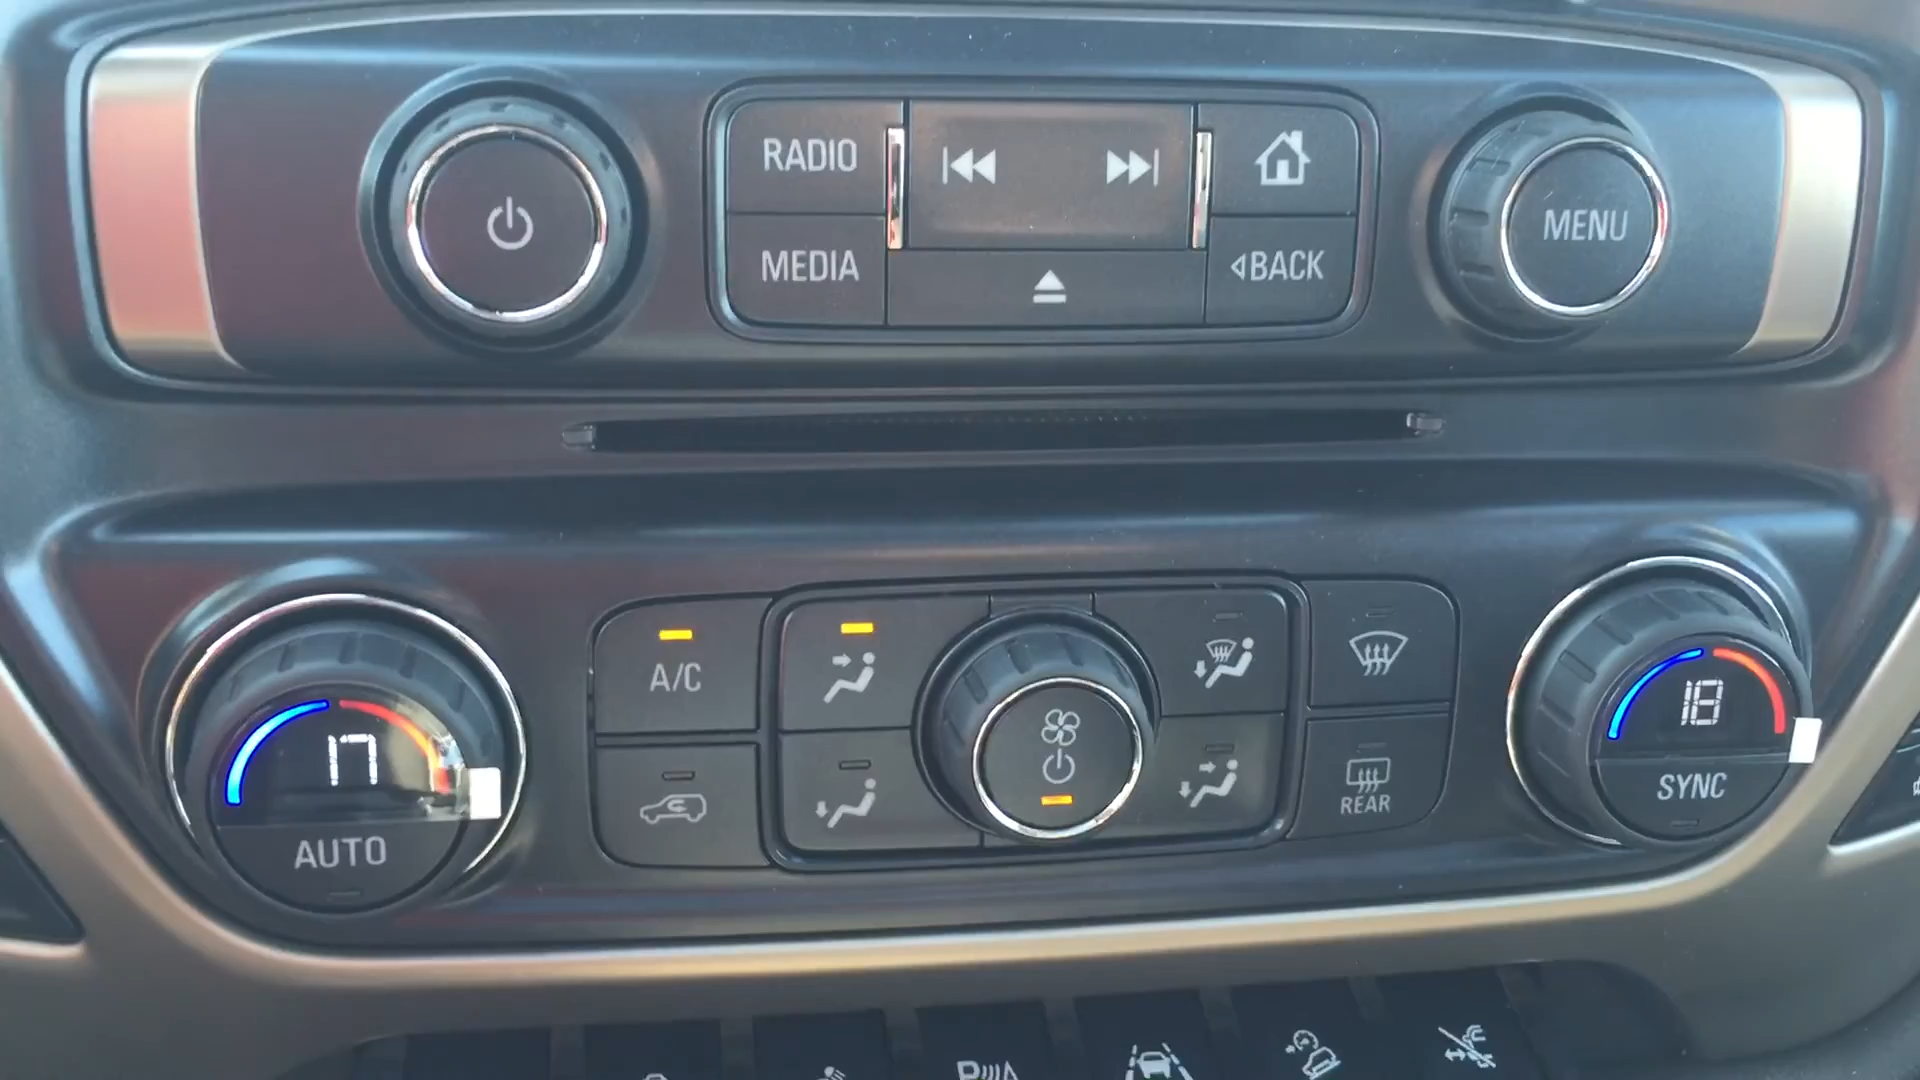 RADIO
MENU
MEDIA
BACK
A/C
17
18
SYNC
REAR
AUTO